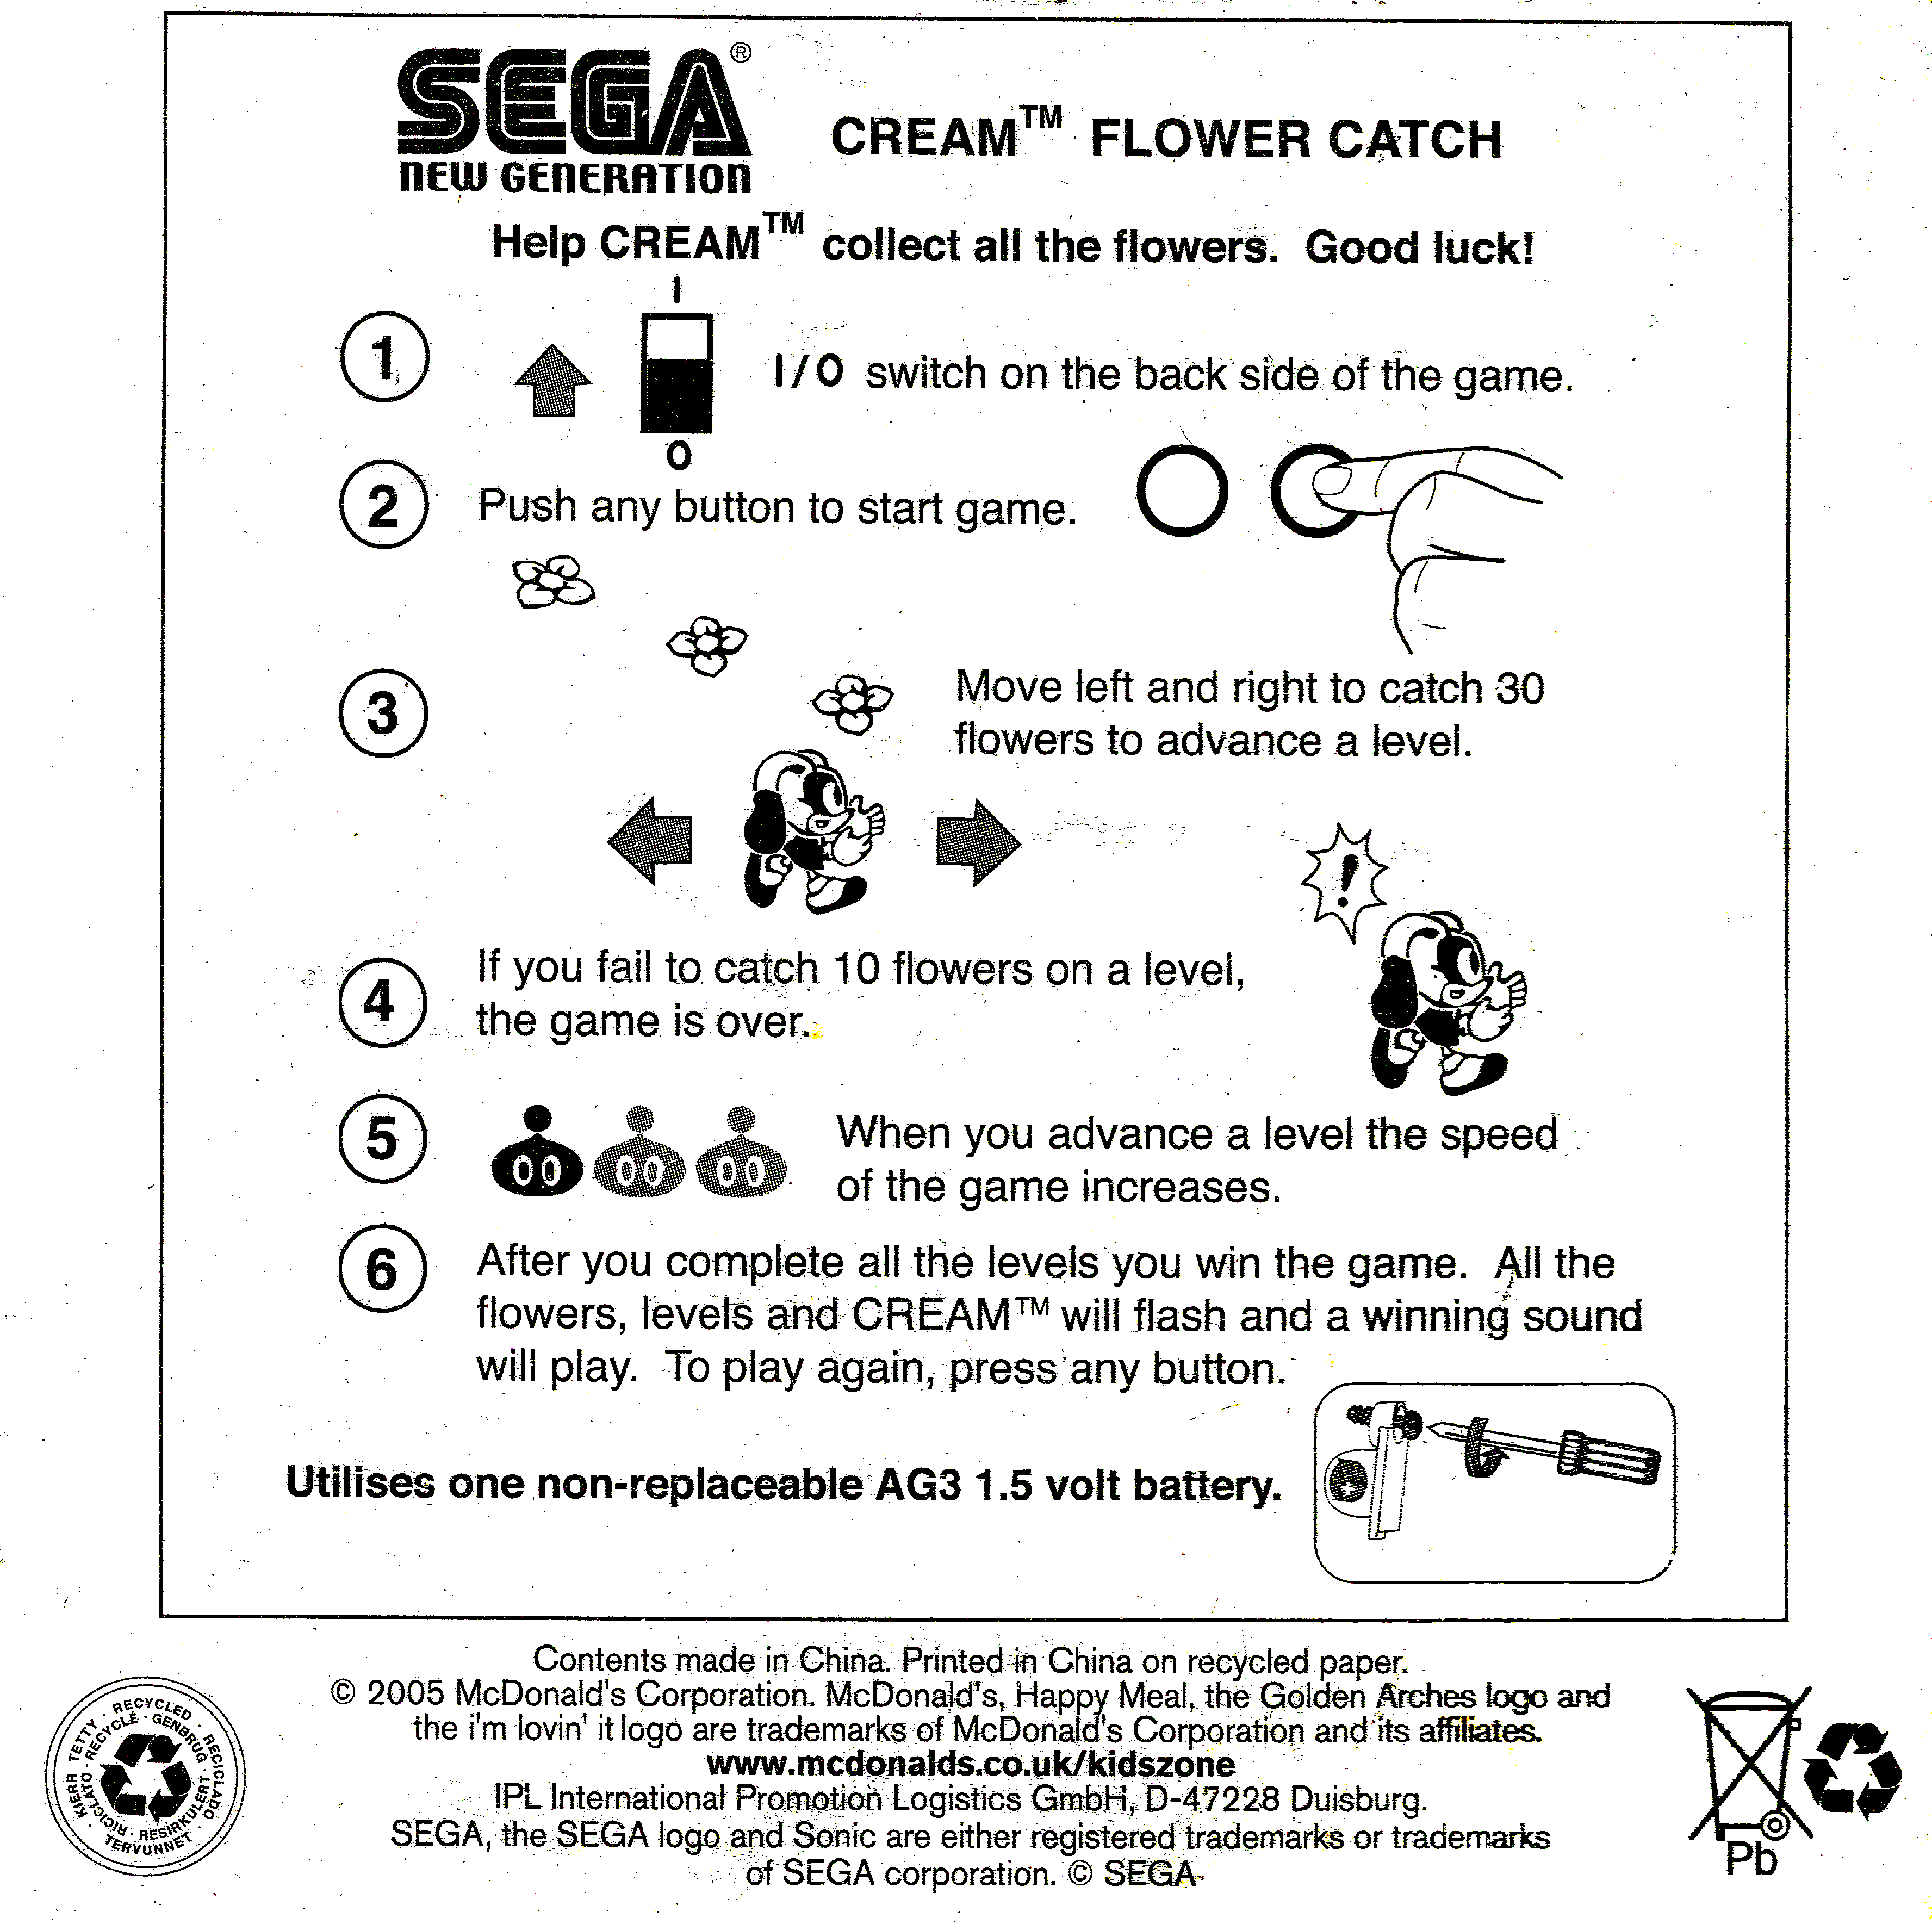 SEGA®
NEW GENERATION
CREAM™ FLOWER CATCH
Help CREAM™ collect all the flowers. Good luck!
I
1
I/O switch on the back side of the game.
O
2
Push any button to start game.
3
Move left and right to catch 30
flowers to advance a level.
!
4
If you fail to catch 10 flowers on a level,
the game is over.
5
When you advance a level the speed
of the game increases.
6
After you complete all the levels you win the game. All the
flowers, levels and CREAM™ will flash and a winning sound
will play. To play again, press any button.
Utilises one non-replaceable AG3 1.5 volt battery.
+
Contents made in China. Printed in China on recycled paper.
© 2005 McDonald's Corporation. McDonald's, Happy Meal, the Golden Arches logo and
the i'm lovin' it logo are trademarks of McDonald's Corporation and its affiliates.
www.mcdonalds.co.uk/kidszone
IPL International Promotion Logistics GmbH, D-47228 Duisburg.
SEGA, the SEGA logo and Sonic are either registered trademarks or trademarks
of SEGA corporation. © SEGA
KIERRÄTETTY · RECYCLED · RECICLADO ·
RICICLATO · RECYCLÉ · GENBRUG · RESIRKULERT ·
TERVUNNET
Pb